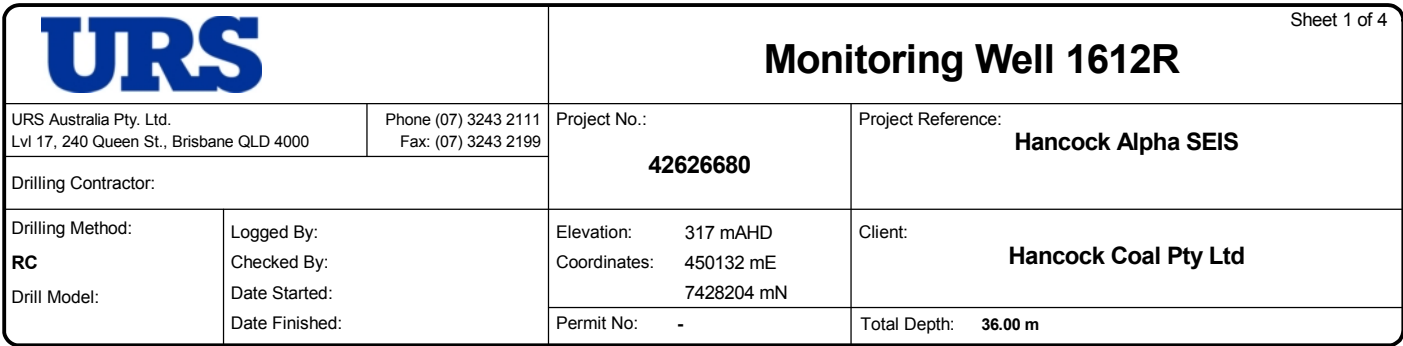 URS
Sheet 1 of 4
Monitoring Well 1612R
URS Australia Pty. Ltd.
Lvl 17, 240 Queen St., Brisbane QLD 4000
Phone (07) 3243 2111
Fax: (07) 3243 2199
Project No.:
42626680
Project Reference:
Hancock Alpha SEIS
Drilling Contractor:
Drilling Method:
RC
Drill Model:
Logged By:
Checked By:
Date Started:
Date Finished:
Elevation: 317 mAHD
Coordinates: 450132 mE
7428204 mN
Permit No: -
Client:
Hancock Coal Pty Ltd
Total Depth: 36.00 m